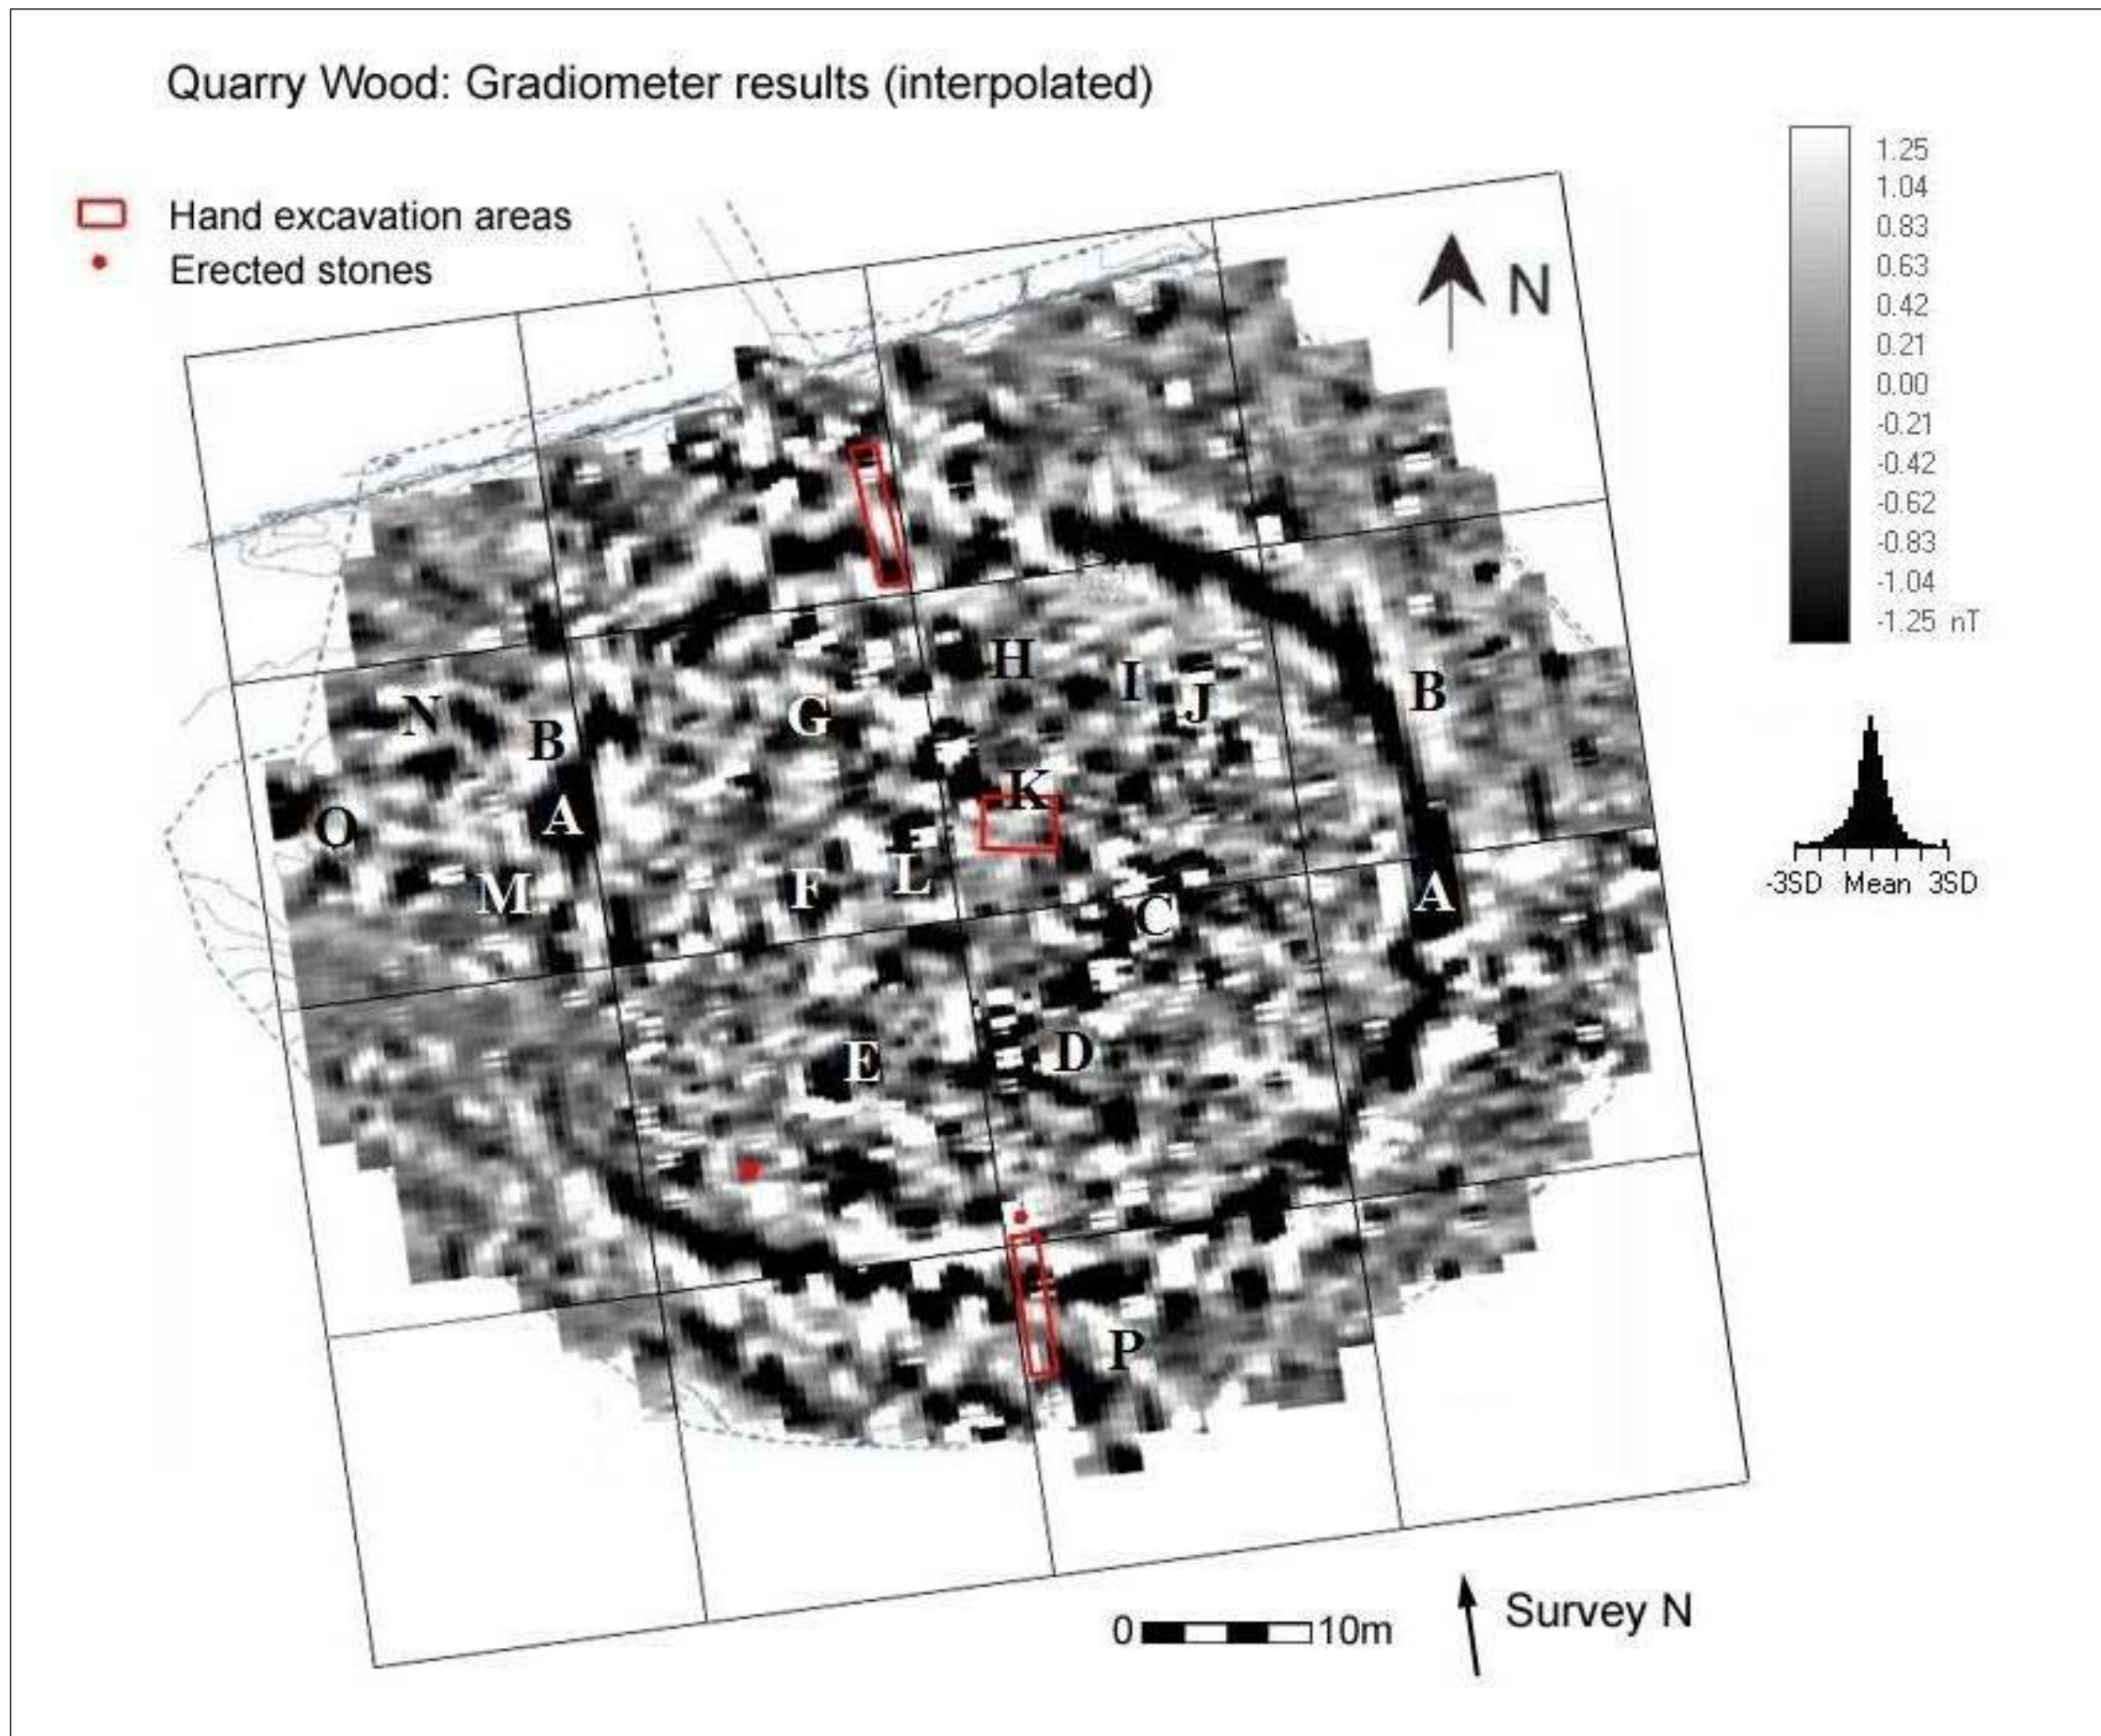 Quarry Wood: Gradiometer results (interpolated)
Hand excavation areas
Erected stones
N
1.25
1.04
0.83
0.63
0.42
0.21
0.00
-0.21
-0.42
-0.62
-0.83
-1.04
-1.25 nT
-3SD Mean 3SD
H
I
J
B
N
B
G
K
O
A
M
F
L
A
C
E
D
P
0 10m
Survey N